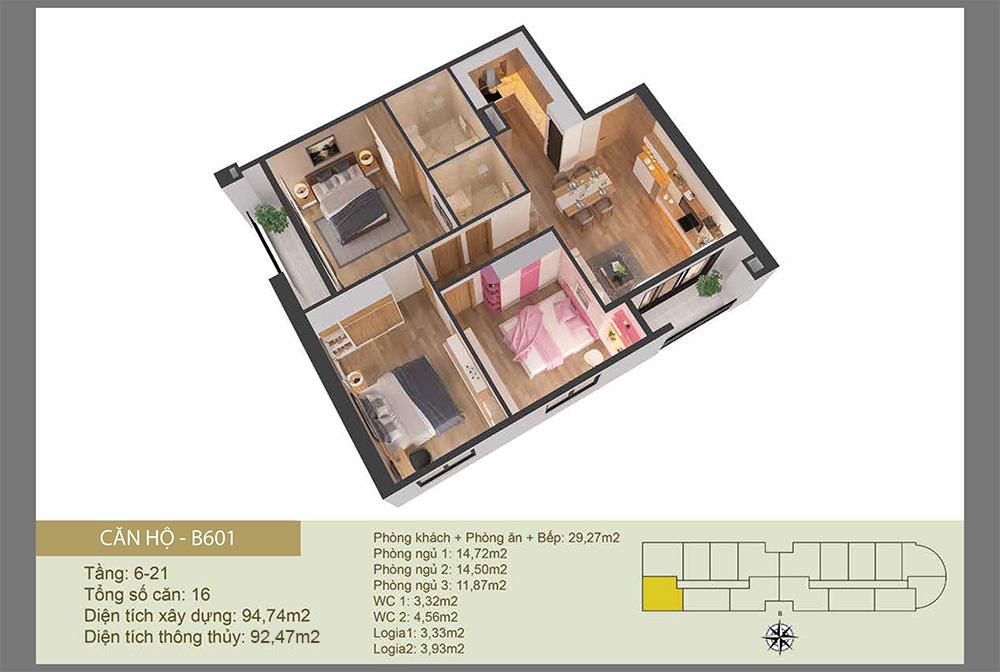 CĂN HỘ - B601
Tầng: 6-21
Tổng số căn: 16
Diện tích xây dựng: 94,74m2
Diện tích thông thủy: 92,47m2
Phòng khách + Phòng ăn + Bếp: 29,27m2
Phòng ngủ 1: 14,72m2
Phòng ngủ 2: 14,50m2
Phòng ngủ 3: 11,87m2
WC 1: 3,32m2
WC 2: 4,56m2
Logia1: 3,33m2
Logia2: 3,93m2
B